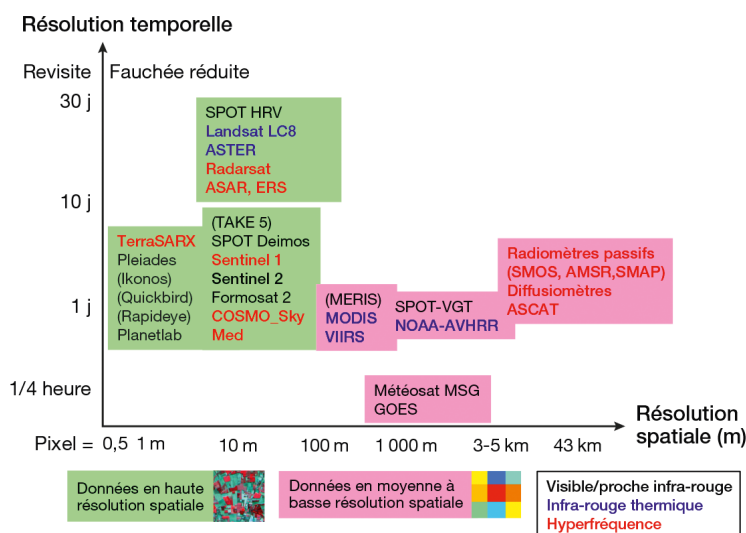 Résolution temporelle
Revisite
Fauchée réduite
30 j
10 j
1 j
1/4 heure
SPOT HRV
Landsat LC8
ASTER
Radarsat
ASAR, ERS
TerraSARX
Pleiades
(Ikonos)
(Quickbird)
(Rapideye)
Planetlab
(TAKE 5)
SPOT Deimos
Sentinel 1
Sentinel 2
Formosat 2
COSMO_Sky
Med
(MERIS)
MODIS
VIIRS
SPOT-VGT
NOAA-AVHRR
Radiomètres passifs
(SMOS, AMSR,SMAP)
Diffusiomètres
ASCAT
Météosat MSG
GOES
Résolution
spatiale (m)
Pixel = 0,5 1 m 10 m 100 m 1 000 m 3-5 km 43 km
Données en haute
résolution spatiale
Données en moyenne à
basse résolution spatiale
Visible/proche infra-rouge
Infra-rouge thermique
Hyperfréquence